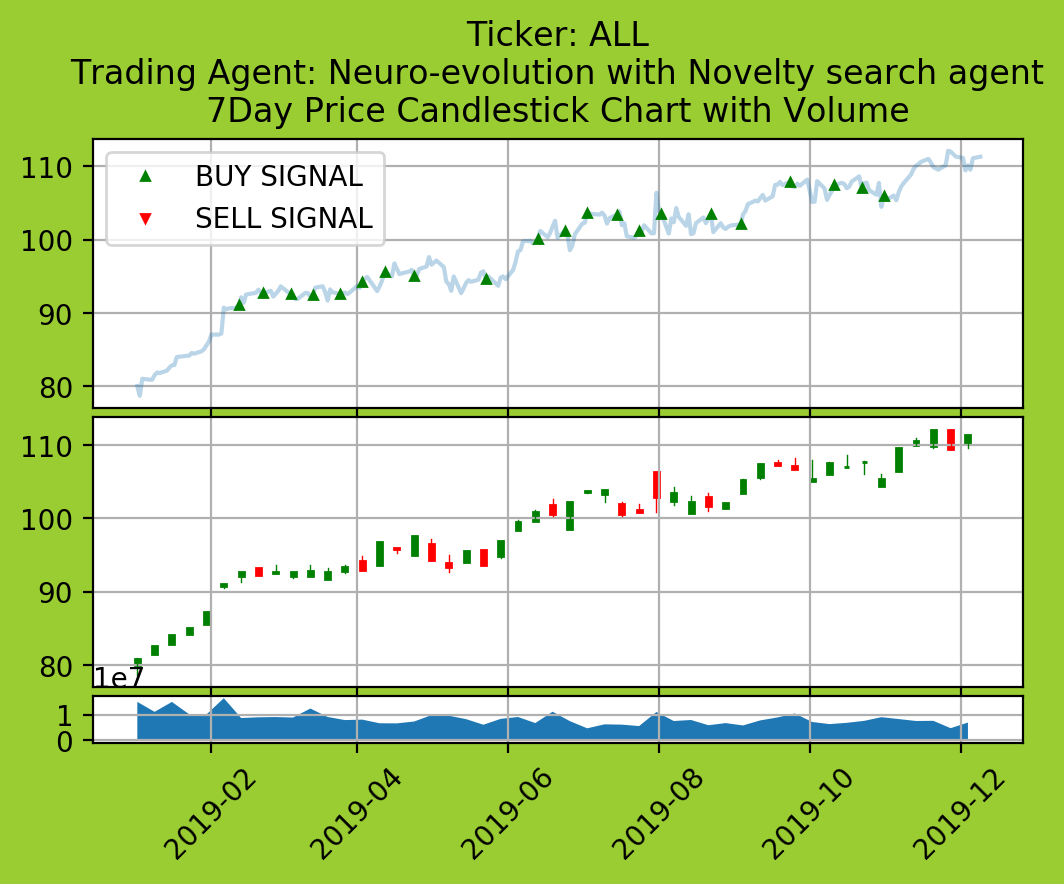 Ticker: ALL
Trading Agent: Neuro-evolution with Novelty search agent
7Day Price Candlestick Chart with Volume
BUY SIGNAL
SELL SIGNAL
110
100
90
80
110
100
90
80
1e7
1
0
2019-02
2019-04
2019-06
2019-08
2019-10
2019-12